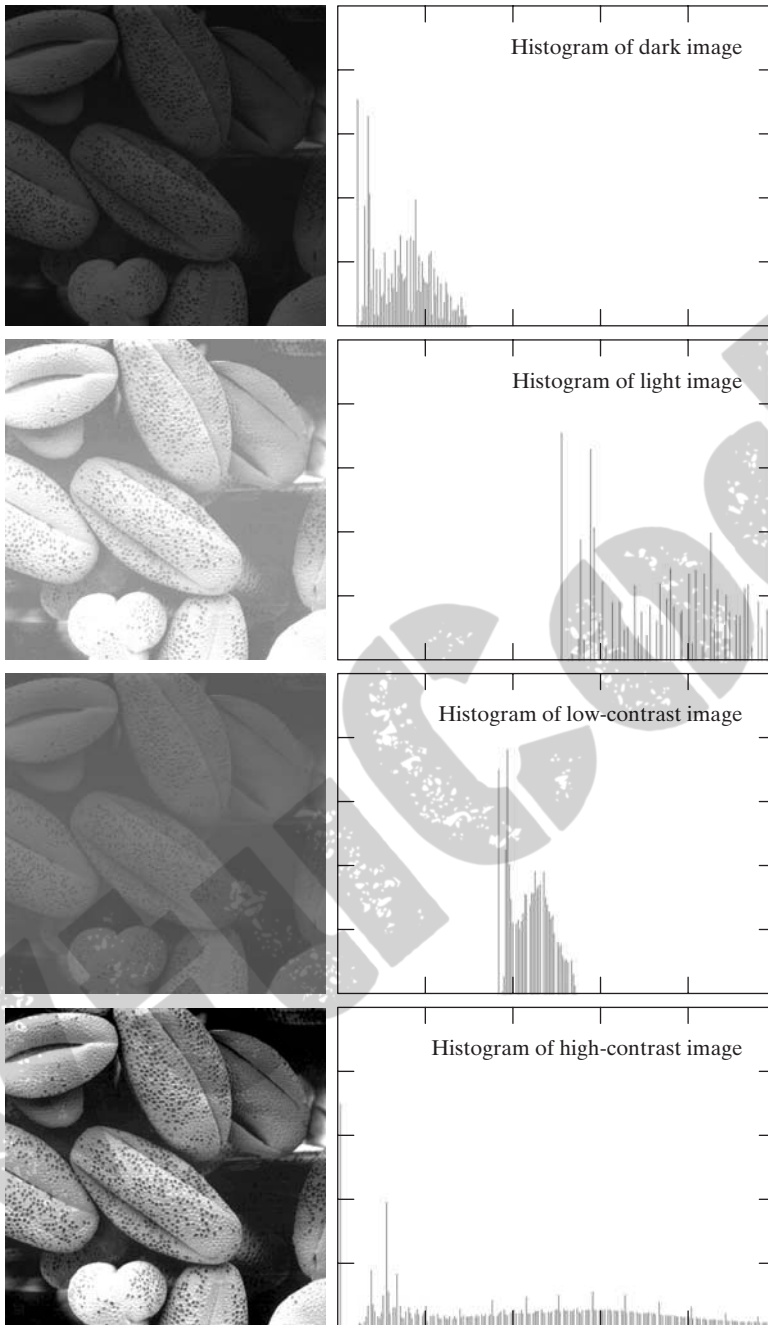 Histogram of dark image
Histogram of light image
Histogram of low-contrast image
Histogram of high-contrast image